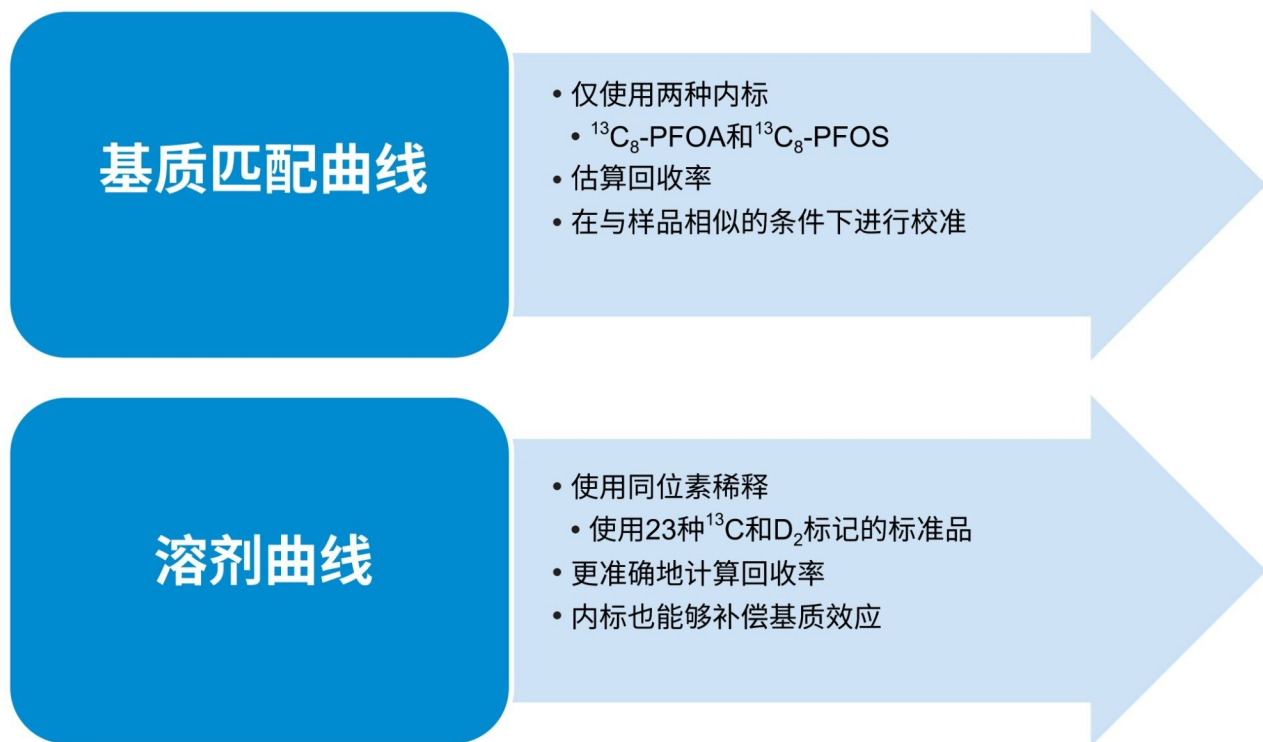 基质匹配曲线
• 仅使用两种内标
• ¹³C₈-PFOA和¹³C₈-PFOS
• 估算回收率
• 在与样品相似的条件下进行校准
溶剂曲线
• 使用同位素稀释
• 使用23种¹³C和D₂标记的标准品
• 更准确地计算回收率
• 内标也能够补偿基质效应